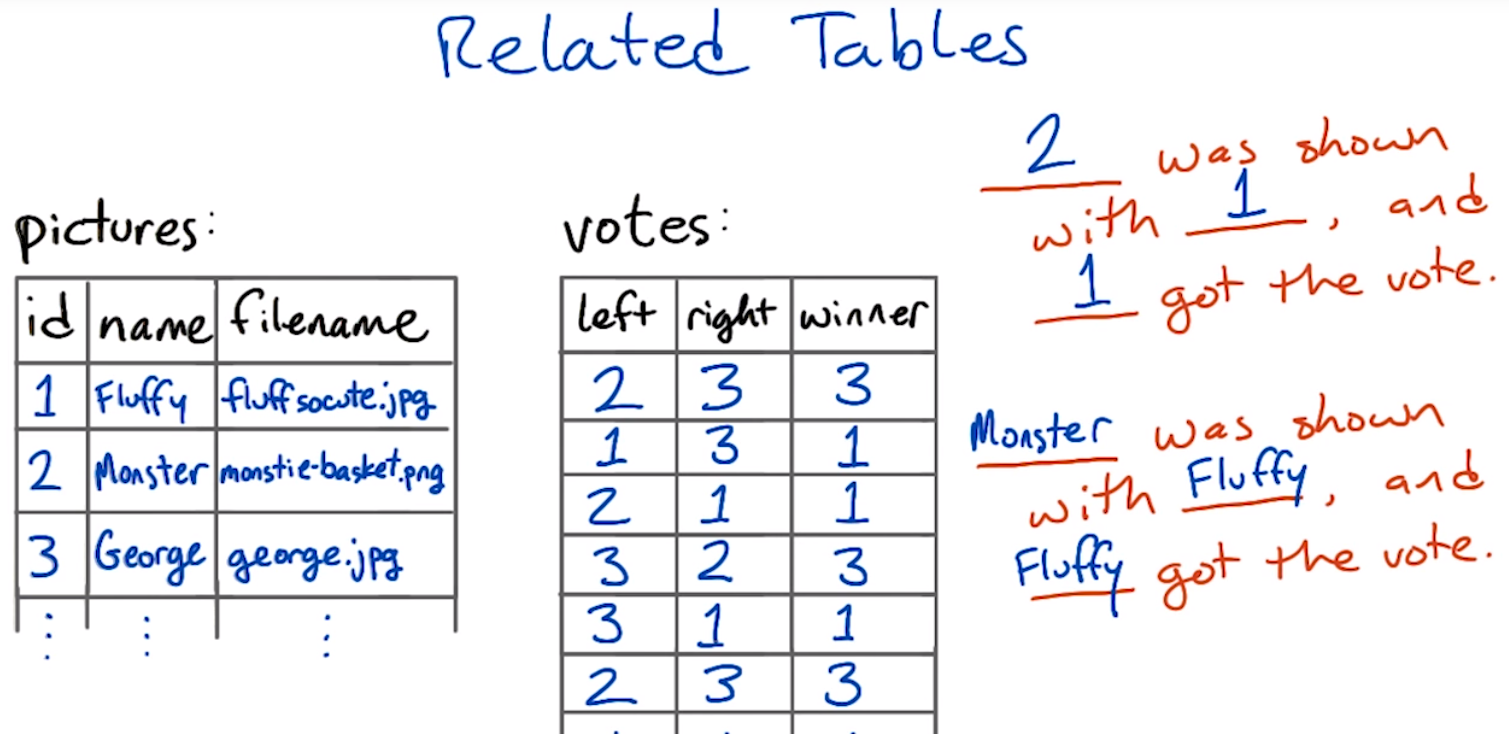 Related Tables
pictures:
id name filename
1 Fluffy fluffsocute.jpg
2 Monster monstie-basket.png
3 George george.jpg
votes:
left right winner
2 3 3
1 3 1
2 1 1
3 2 3
3 1 1
2 3 3
2 was shown
with 1, and
1 got the vote.
Monster was shown
with Fluffy, and
Fluffy got the vote.